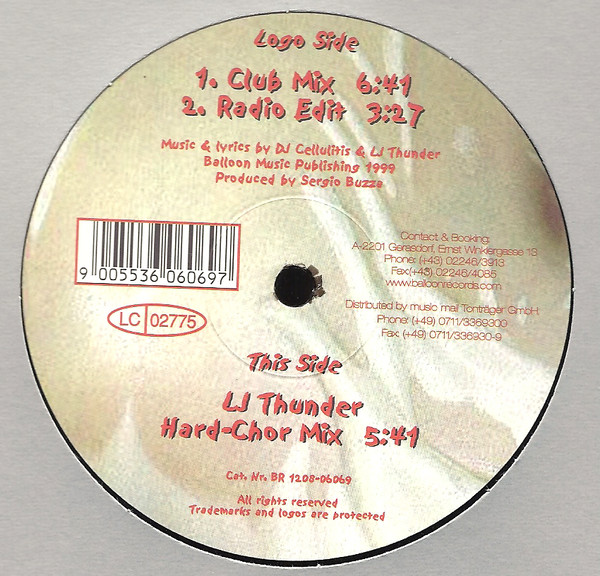 Logo Side
1. Club Mix 6:41
2. Radio Edit 3:27
Music & lyrics by DJ Cellulitis & LJ Thunder
Balloon Music Publishing 1999
Produced by Sergio Buzze
9 005536 060697
LC 02775
Contact & Booking:
A-2201 Gerasdorf, Ernst Winklergasse 13
Phone: (+43) 02246/3913
Fax:(+43) 02246/4085
www.balloonrecords.com
Distributed by music mail Tonträger GmbH
Phone: (+49) 0711/3369300
Fax: (+49) 0711/336930-9
This Side
LJ Thunder
Hard-Chor Mix 5:41
Cat. Nr. BR 1208-06069
All rights reserved
Trademarks and logos are protected